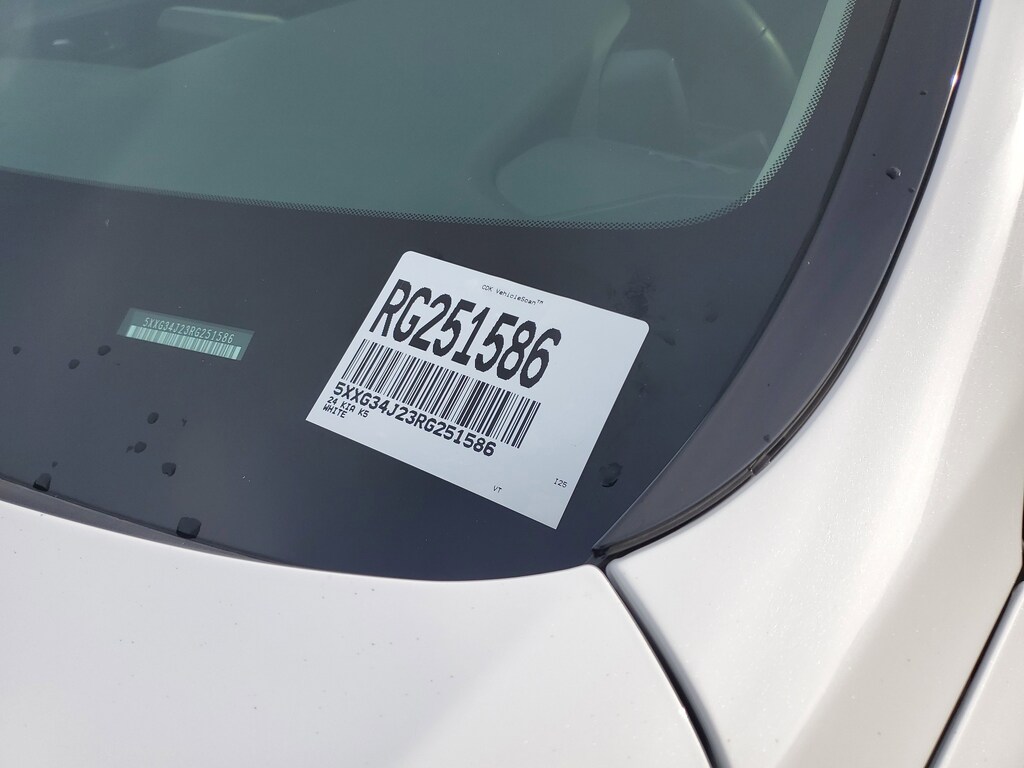 5XXG34J23RG251586
CDK VehicleScan™
RG251586
5XXG34J23RG251586
24 KIA K5
WHITE
VT
I25